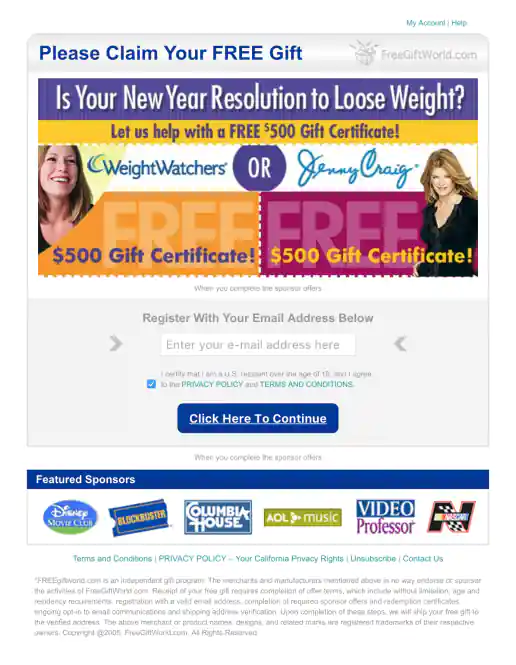 My Account | Help
Please Claim Your FREE Gift
FreeGiftWorld.com
Is Your New Year Resolution to Loose Weight?
Let us help with a FREE $500 Gift Certificate!
WeightWatchers OR Jenny Craig
FREE FREE
$500 Gift Certificate! $500 Gift Certificate!
When you complete the sponsor offers
Register With Your Email Address Below
Enter your e-mail address here
I certify that I am a U.S. resident over the age of 18, and I agree
to the PRIVACY POLICY and TERMS AND CONDITIONS.
Click Here To Continue
When you complete the sponsor offers
Featured Sponsors
Disney MOVIE CLUB
BLOCKBUSTER
COLUMBIA HOUSE
AOL music
VIDEO Professor
NASCAR
Terms and Conditions | PRIVACY POLICY – Your California Privacy Rights | Unsubscribe | Contact Us
*FREEgiftworld.com is an independent gift program. The merchants and manufacturers mentioned above in no way endorse or sponsor
the activities of FreeGiftWorld.com. Receipt of your free gift requires completion of offer terms, which include without limitation, age and
residency requirements, registration with a valid email address, completion of required sponsor offers and redemption certificates,
ongoing opt-in to email communications and shipping address verification. Upon completion of these steps, we will ship your free gift to
the verified address. The above merchant or product names, designs, and related marks are registered trademarks of their respective
owners. Copyright @2005, FreeGiftWorld.com. All Rights Reserved.